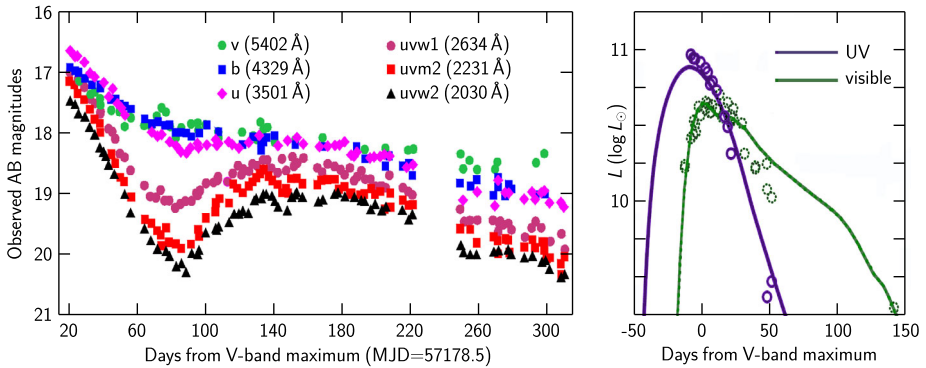 16
17
18
19
20
21
Observed AB magnitudes
v (5402 Å)
b (4329 Å)
u (3501 Å)
uvw1 (2634 Å)
uvm2 (2231 Å)
uvw2 (2030 Å)
20
60
100
140
180
220
260
300
Days from V-band maximum (MJD=57178.5)
11
10
L (log L☉)
UV
visible
-50
0
50
100
150
Days from V-band maximum